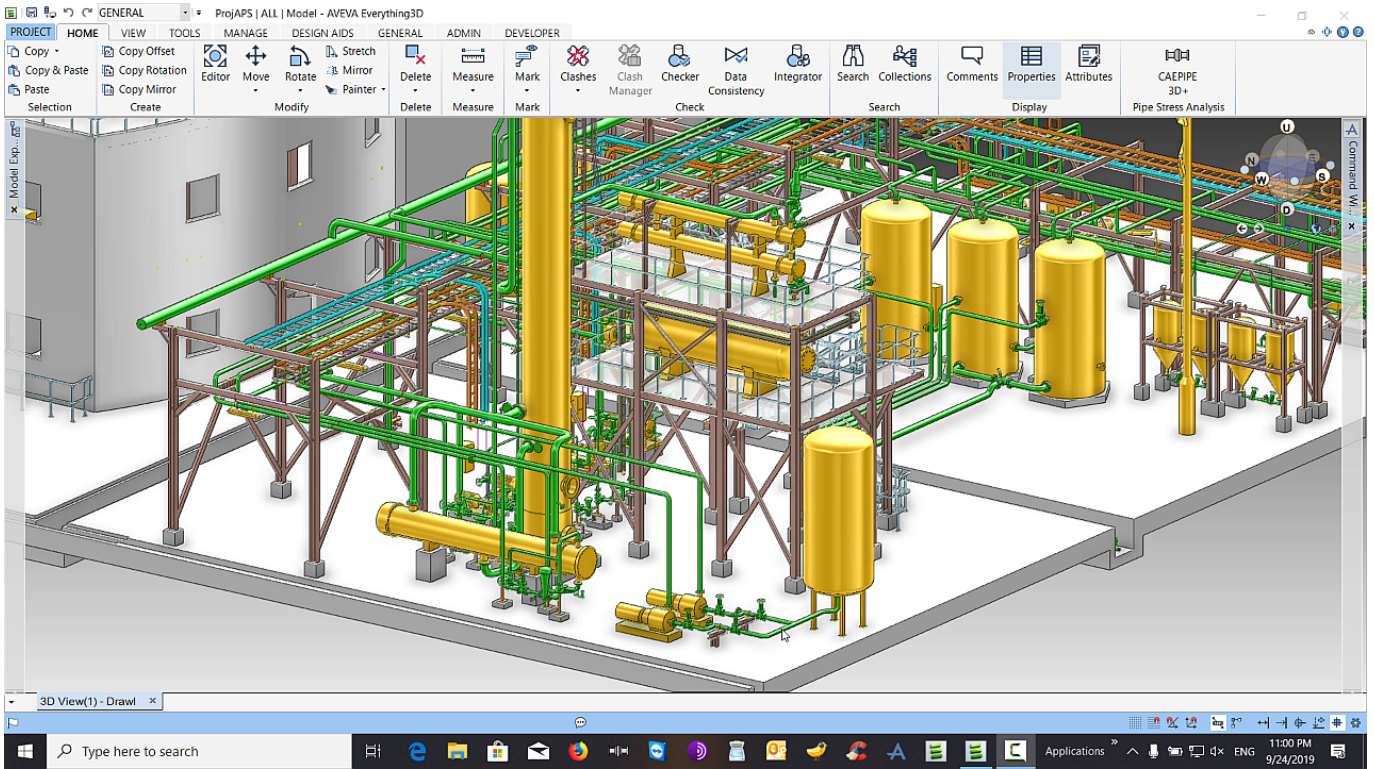 GENERAL
ProjAPS | ALL | Model - AVEVA Everything3D
PROJECT HOME VIEW TOOLS MANAGE DESIGN AIDS GENERAL ADMIN DEVELOPER
Copy
Copy & Paste
Paste
Selection
Copy Offset
Copy Rotation
Copy Mirror
Create
Editor Move Rotate
Stretch
Mirror
Painter
Modify
Delete
Delete
Measure
Measure
Mark
Mark
Clashes
Clash
Manager
Checker
Data
Consistency
Integrator
Check
Search Collections
Search
Comments Properties Attributes
Display
CAEPIPE
3D+
Pipe Stress Analysis
Model Exp...
Command Wi...
U
N
E
W
S
D
3D View(1) - Drawl
Type here to search
Applications
ENG
11:00 PM
9/24/2019